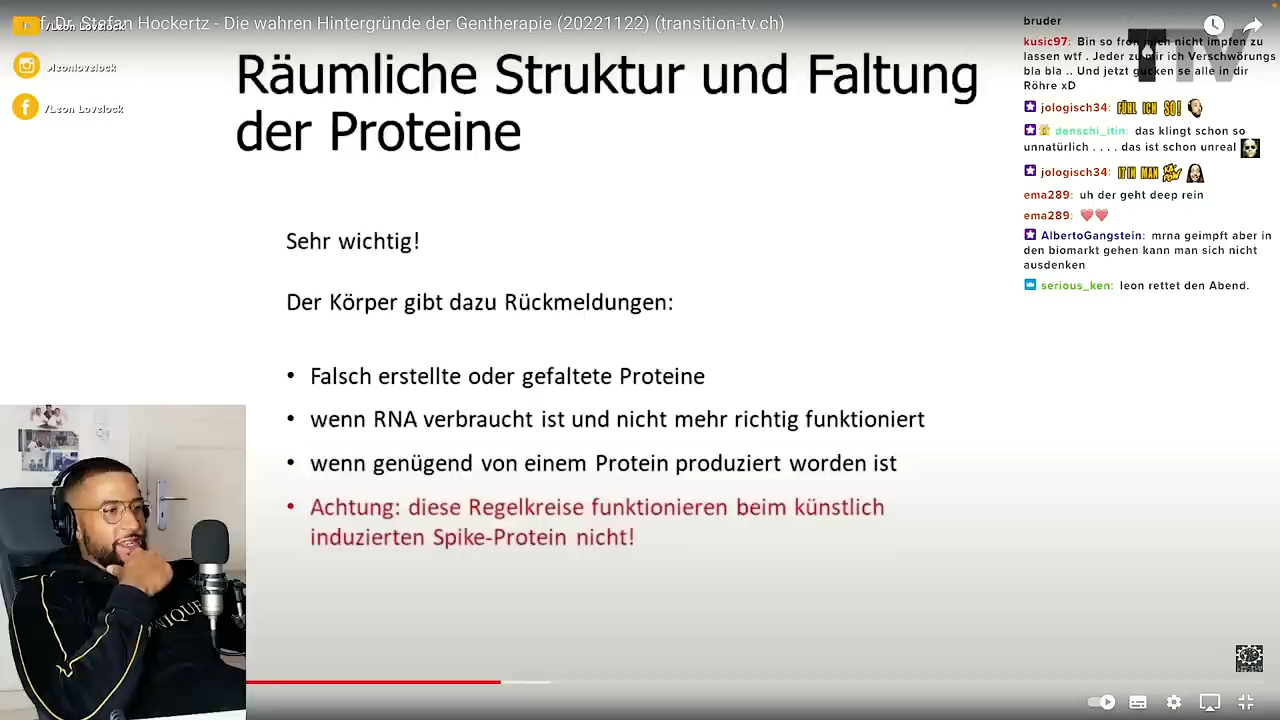 Dr. Stefan Hockertz - Die wahren Hintergründe der Gentherapie (20221122) (transition-tv.ch)
/Leon Lovelock
/leonlovelock
/Leon Lovelock
Räumliche Struktur und Faltung
der Proteine
Sehr wichtig!
Der Körper gibt dazu Rückmeldungen:
• Falsch erstellte oder gefaltete Proteine
• wenn RNA verbraucht ist und nicht mehr richtig funktioniert
• wenn genügend von einem Protein produziert worden ist
• Achtung: diese Regelkreise funktionieren beim künstlich
induzierten Spike-Protein nicht!
bruder
kusic97: Bin so froh mich nicht impfen zu
lassen wtf . Jeder zu mir ich Verschwörungs
bla bla .. Und jetzt gucken se alle in dir
Röhre xD
jologisch34: FÜHL ICH SO!
denschi_itin: das klingt schon so
unnatürlich . . . . das ist schon unreal
jologisch34: ITIN MAN
ema289: uh der geht deep rein
ema289:
AlbertoGangstein: mrna geimpft aber in
den biomarkt gehen kann man sich nicht
ausdenken
serious_ken: leon rettet den Abend.
NIQUE